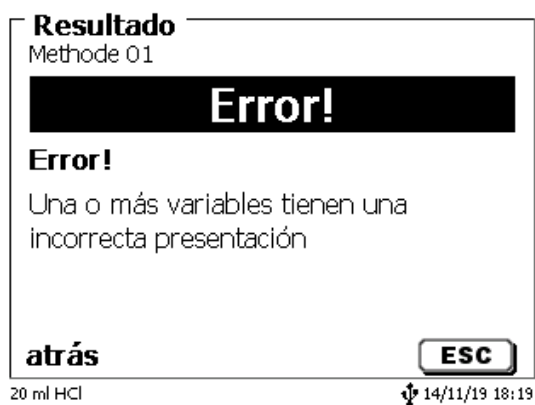 Resultado
Methode 01
Error!
Error!
Una o más variables tienen una
incorrecta presentación
atrás ESC
20 ml HCl 14/11/19 18:19